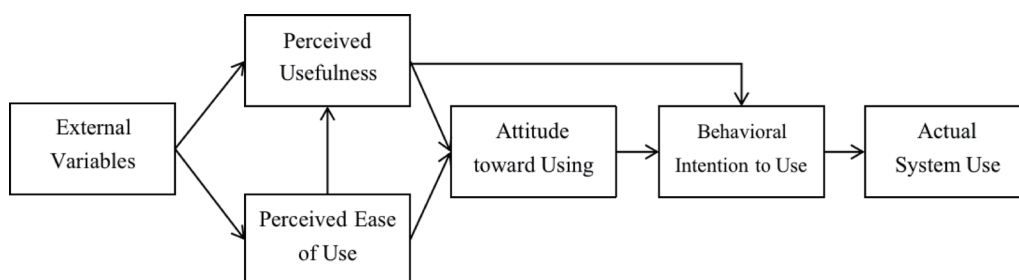 External
Variables
Perceived
Usefulness
Perceived Ease
of Use
Attitude
toward Using
Behavioral
Intention to Use
Actual
System Use